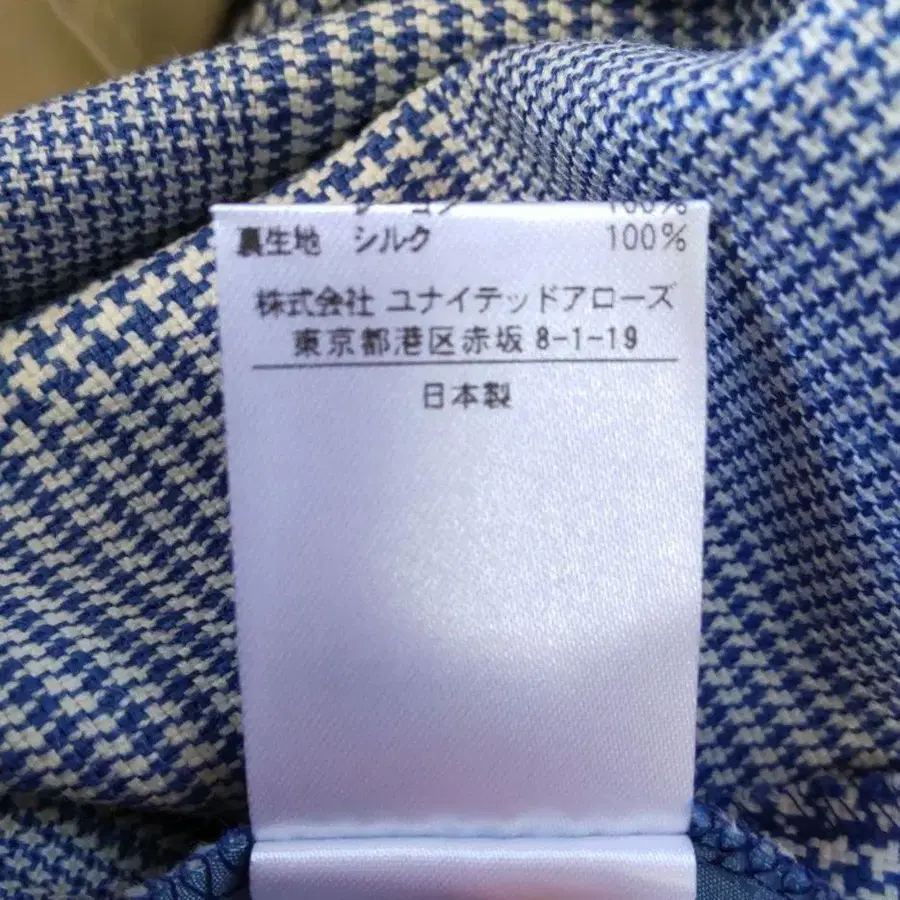 100%
裏生地 シルク 100%
株式会社 ユナイテッドアローズ
東京都港区赤坂 8-1-19
日本製